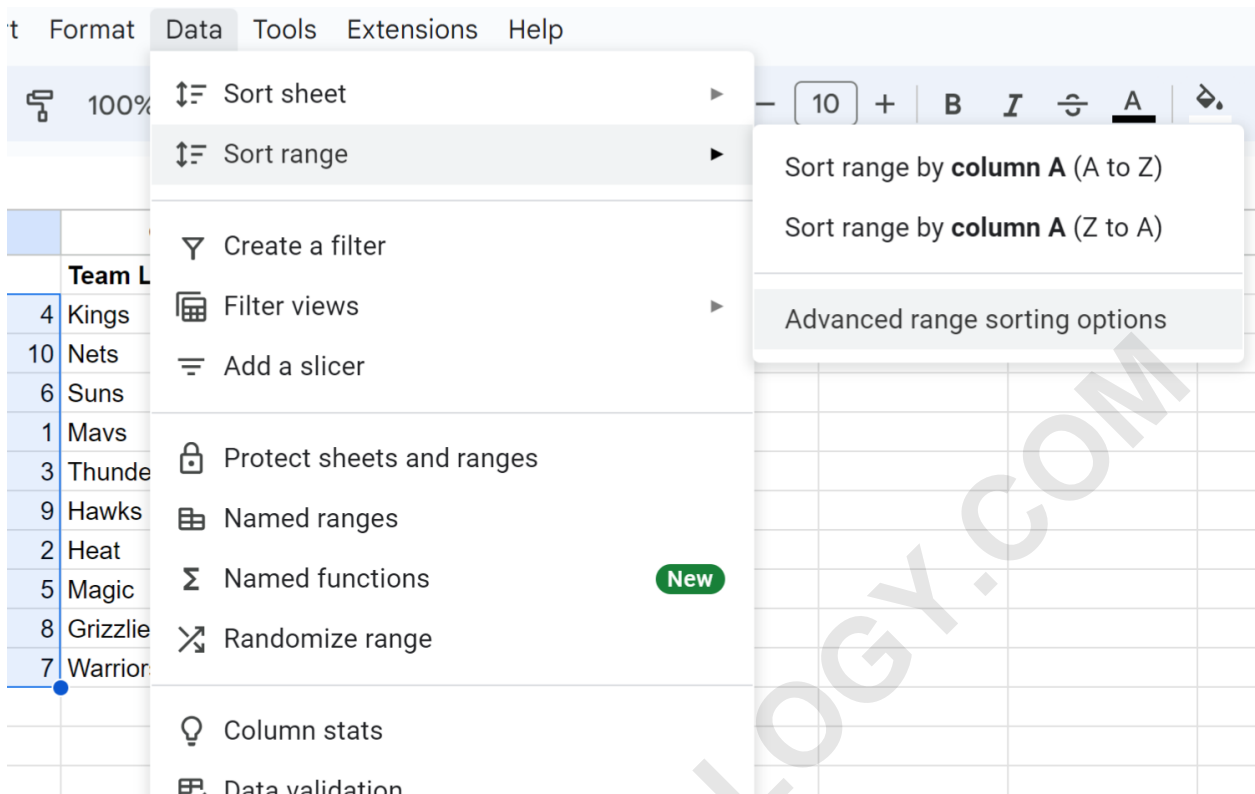 t Format Data Tools Extensions Help
100%
10 + B I S A
Sort sheet
Sort range
Sort range by column A (A to Z)
Sort range by column A (Z to A)
Advanced range sorting options
Create a filter
Filter views
Add a slicer
Protect sheets and ranges
Named ranges
Named functions New
Randomize range
Column stats
Data validation
Team L
4 Kings
10 Nets
6 Suns
1 Mavs
3 Thunde
9 Hawks
2 Heat
5 Magic
8 Grizzlie
7 Warrior
LOGY.COM